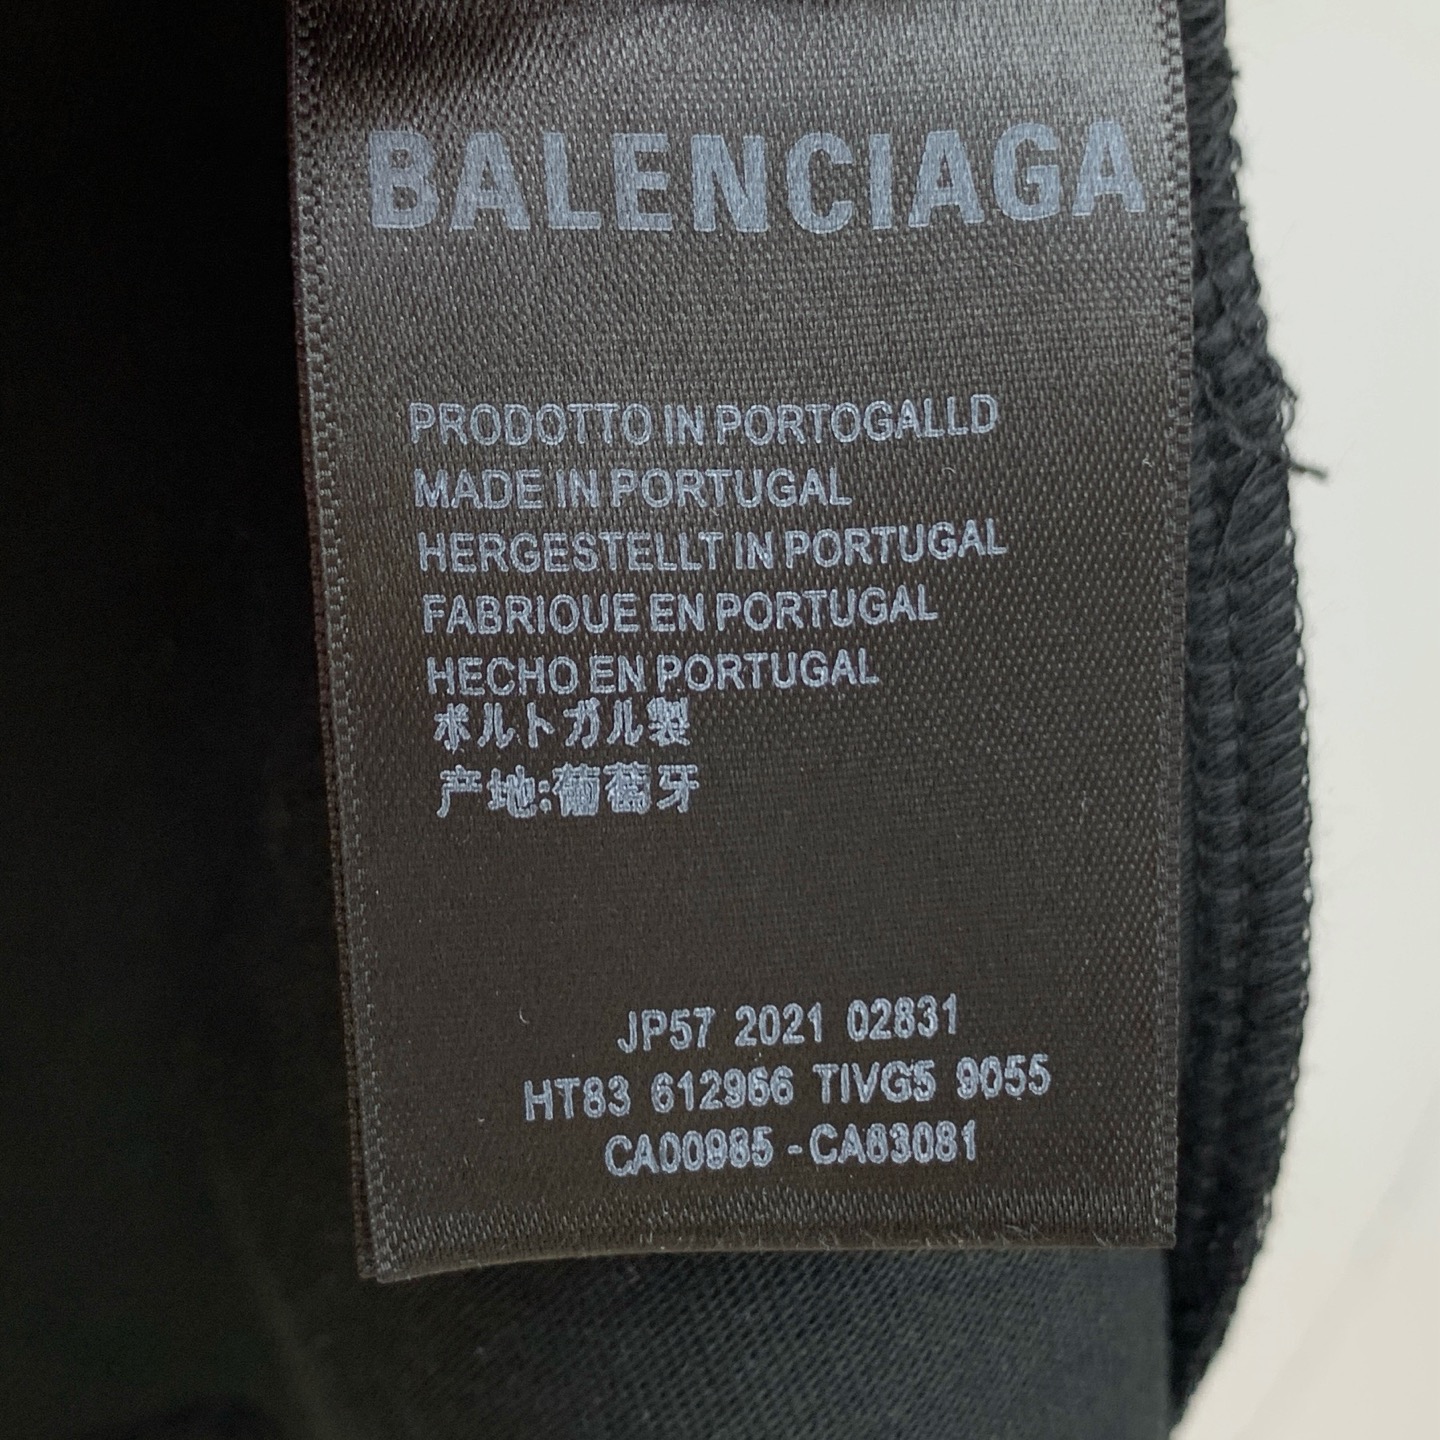 BALENCIAGA
PRODOTTO IN PORTOGALLD
MADE IN PORTUGAL
HERGESTELLT IN PORTUGAL
FABRIOUE EN PORTUGAL
HECHO EN PORTUGAL
ポルトガル製
产地:葡萄牙
JP57 2021 02831
HT83 612966 TIVG5 9055
CA00985 - CA63081